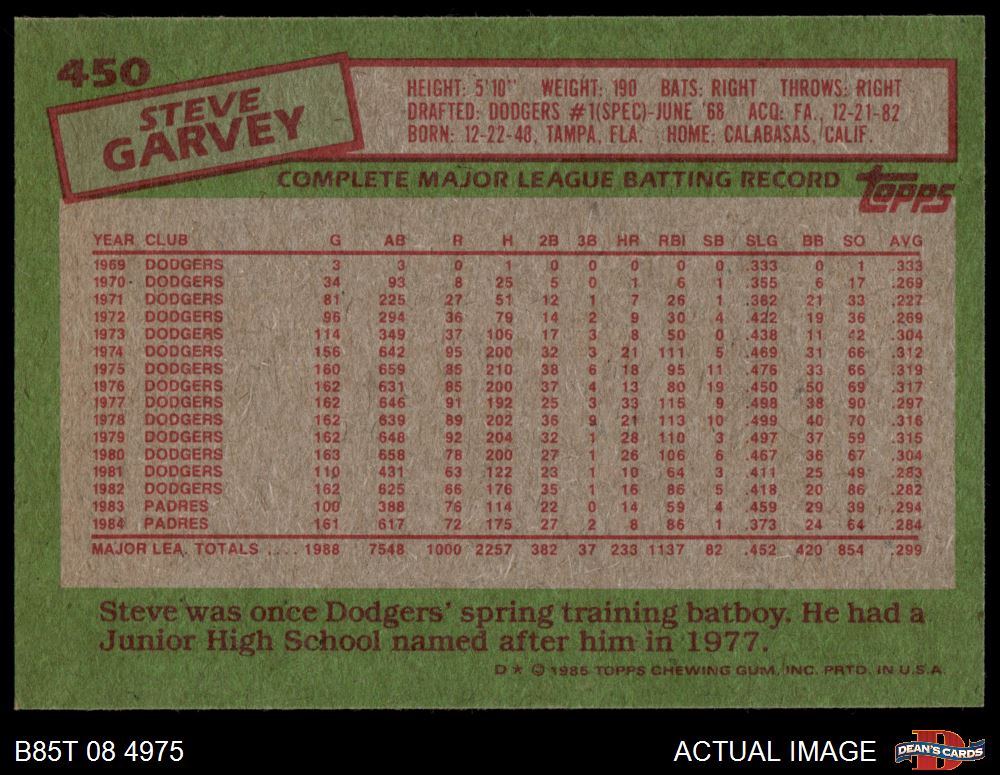 450
STEVE
GARVEY
HEIGHT: 5'10" WEIGHT: 190 BATS: RIGHT THROWS: RIGHT
DRAFTED: DODGERS #1(SPEC)-JUNE '68 ACQ: FA., 12-21-82
BORN: 12-22-48, TAMPA, FLA. HOME: CALABASAS, CALIF.
COMPLETE MAJOR LEAGUE BATTING RECORD
TOPPS
YEAR CLUB G AB R H 2B 3B HR RBI SB SLG BB SO AVG
1969 DODGERS 3 3 0 1 0 0 0 0 0 .333 0 1 .333
1970 DODGERS 34 93 8 25 5 0 1 6 1 .355 6 17 .269
1971 DODGERS 81 225 27 51 12 1 7 26 1 .382 21 33 .227
1972 DODGERS 96 294 36 79 14 2 9 30 4 .422 19 36 .269
1973 DODGERS 114 349 37 106 17 3 8 50 0 .438 11 42 .304
1974 DODGERS 156 642 95 200 32 3 21 111 5 .469 31 66 .312
1975 DODGERS 160 659 85 210 38 6 18 95 11 .476 33 66 .319
1976 DODGERS 162 631 85 200 37 4 13 80 19 .450 50 69 .317
1977 DODGERS 162 646 91 192 25 3 33 115 9 .498 38 90 .297
1978 DODGERS 162 639 89 202 36 9 21 113 10 .499 40 70 .316
1979 DODGERS 162 648 92 204 32 1 28 110 3 .497 37 59 .315
1980 DODGERS 163 658 78 200 27 1 26 106 6 .467 36 67 .304
1981 DODGERS 110 431 63 122 23 1 10 64 3 .411 25 49 .283
1982 DODGERS 162 625 66 176 35 1 16 86 5 .418 20 86 .282
1983 PADRES 100 388 76 114 22 0 14 59 4 .459 29 39 .294
1984 PADRES 161 617 72 175 27 2 8 86 1 .373 24 64 .284
MAJOR LEA. TOTALS .... 1988 7548 1000 2257 382 37 233 1137 82 .452 420 854 .299
Steve was once Dodgers' spring training batboy. He had a
Junior High School named after him in 1977.
D* © 1985 TOPPS CHEWING GUM, INC. PRTD. IN U.S.A.
B85T 08 4975
ACTUAL IMAGE
DEAN'S CARDS